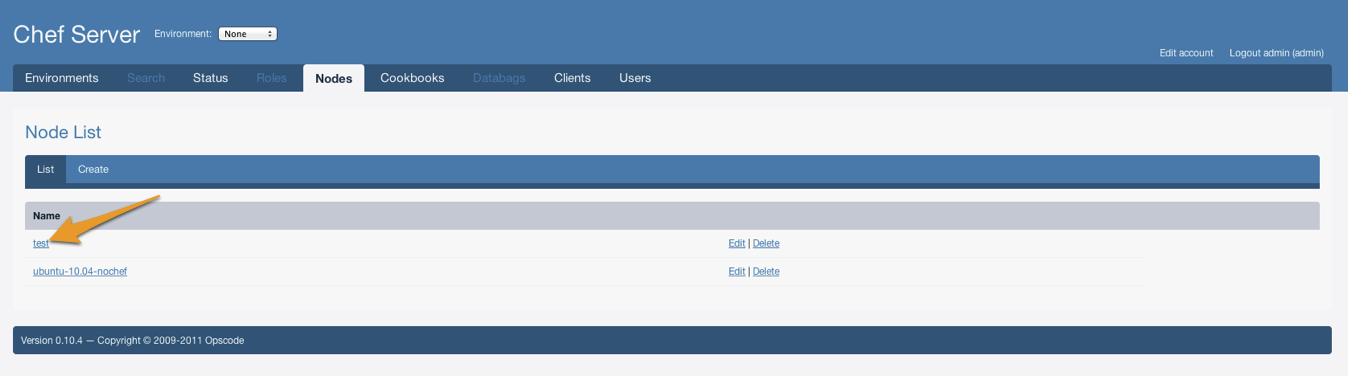 Chef Server Environment: None
Edit account Logout admin (admin)
Environments Search Status Roles Nodes Cookbooks Databags Clients Users
Node List
List Create
Name
test Edit | Delete
ubuntu-10.04-nochef Edit | Delete
Version 0.10.4 — Copyright © 2009-2011 Opscode